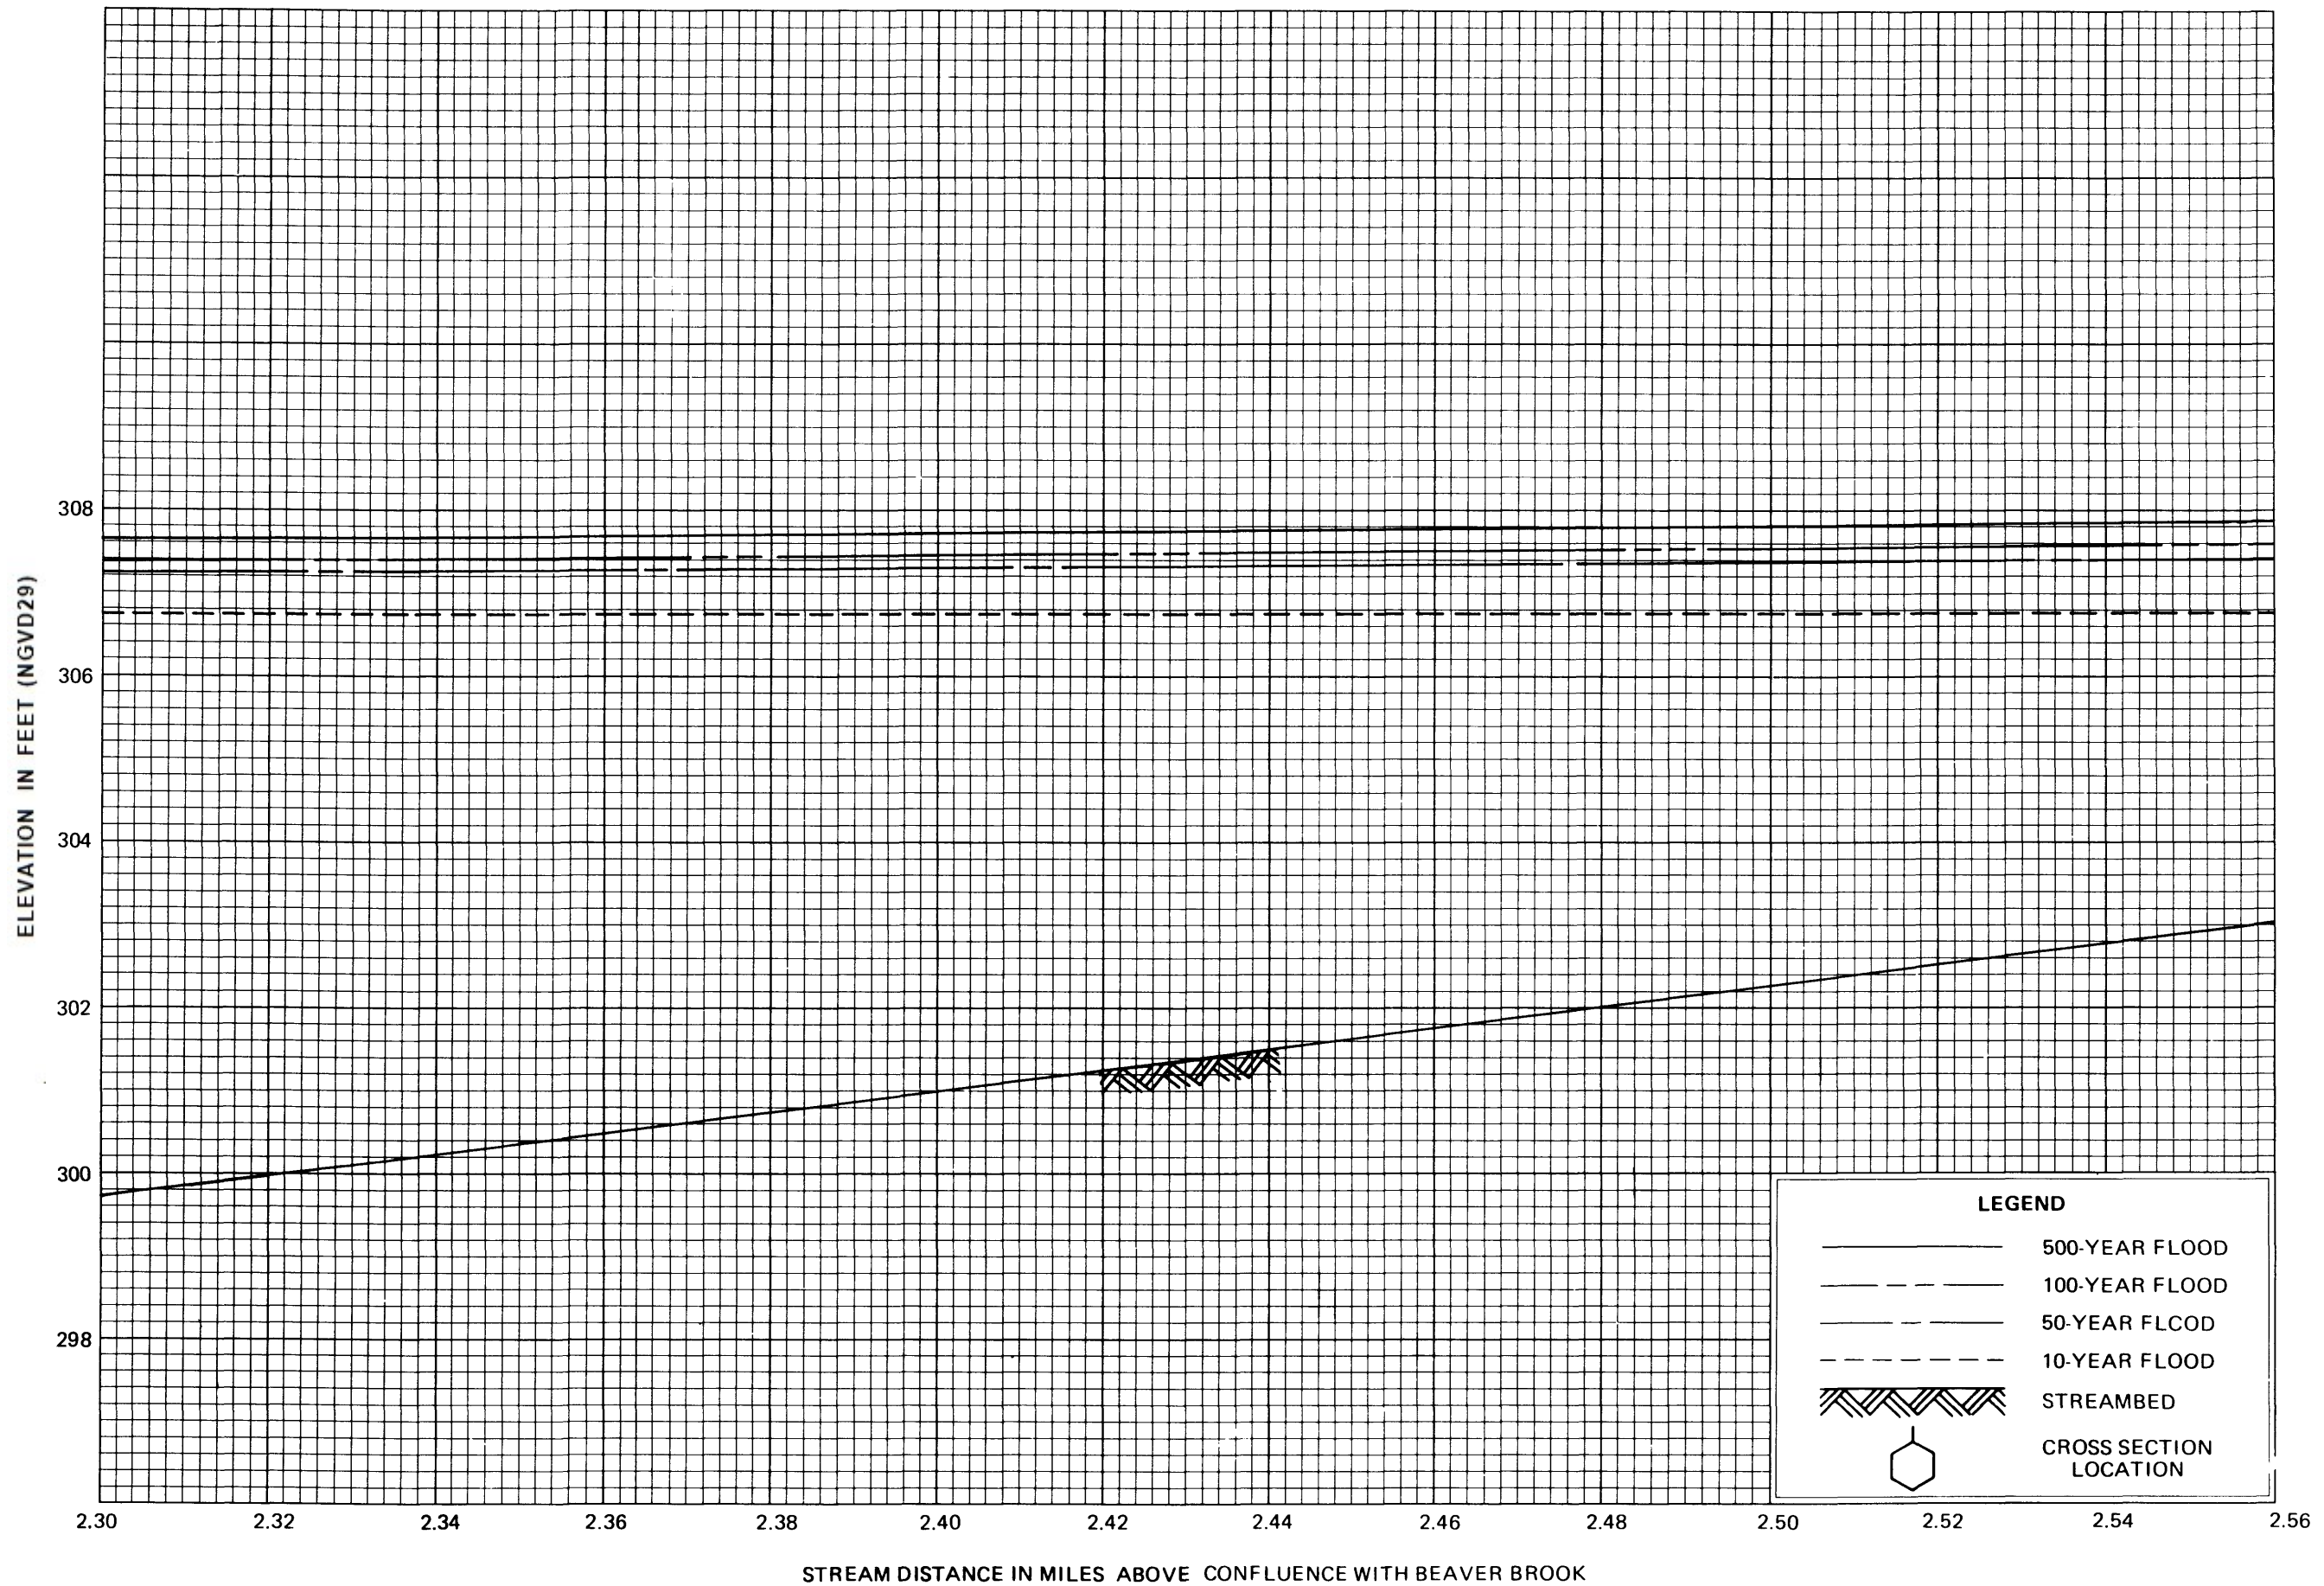 ELEVATION IN FEET (NGVD29)
308
306
304
302
300
298
2.30 2.32 2.34 2.36 2.38 2.40 2.42 2.44 2.46 2.48 2.50 2.52 2.54 2.56
STREAM DISTANCE IN MILES ABOVE CONFLUENCE WITH BEAVER BROOK
LEGEND
500-YEAR FLOOD
100-YEAR FLOOD
50-YEAR FLCOD
10-YEAR FLOOD
STREAMBED
CROSS SECTION
LOCATION